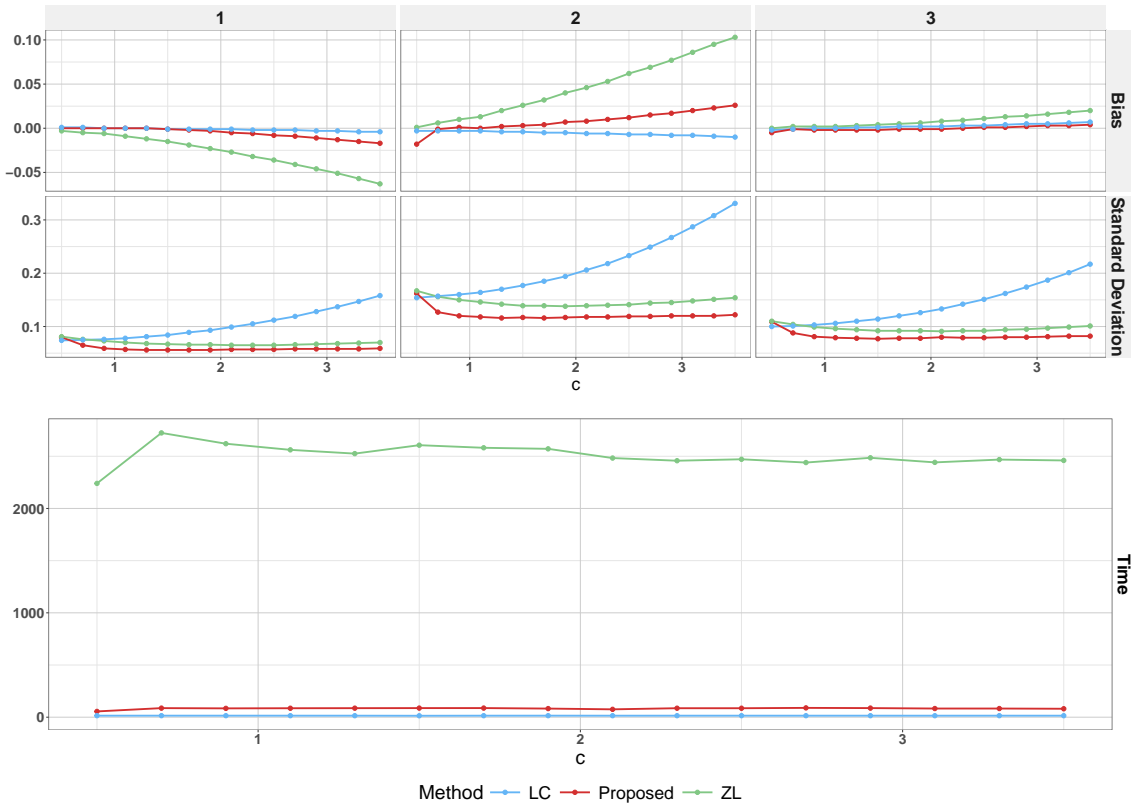 1 2 3
0.10
0.05
0.00
−0.05
Bias
0.3
0.2
0.1
Standard Deviation
1 2 3 1 2 3 1 2 3
c
2000
1000
0
Time
1 2 3
c
Method LC Proposed ZL